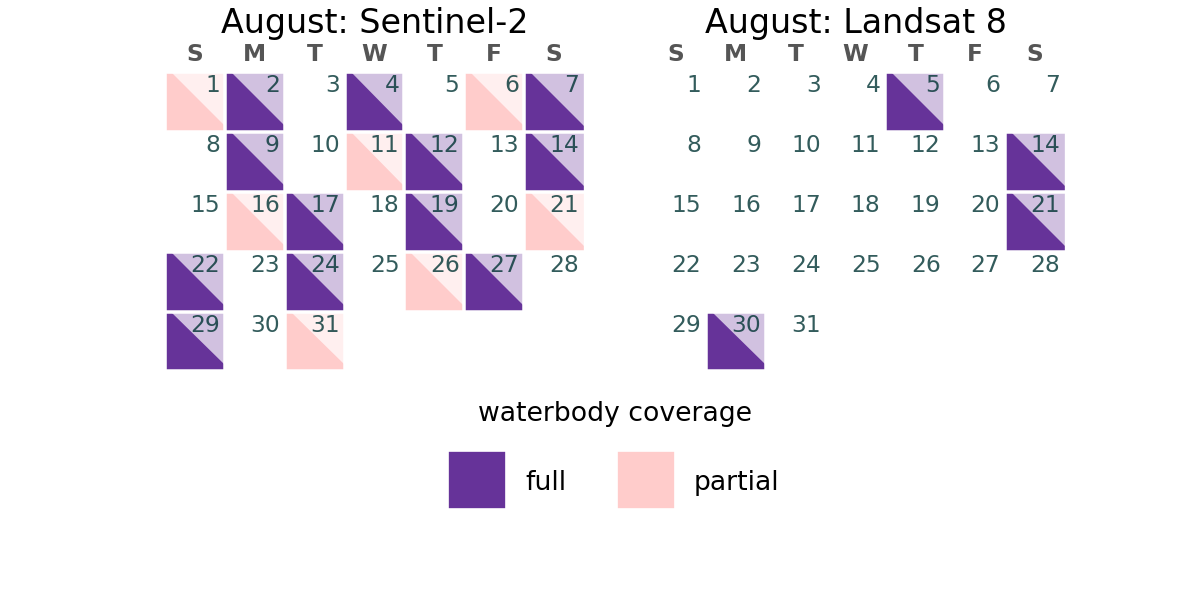 August: Sentinel-2
S M T W T F S
1 2 3 4 5 6 7
8 9 10 11 12 13 14
15 16 17 18 19 20 21
22 23 24 25 26 27 28
29 30 31
August: Landsat 8
S M T W T F S
1 2 3 4 5 6 7
8 9 10 11 12 13 14
15 16 17 18 19 20 21
22 23 24 25 26 27 28
29 30 31
waterbody coverage
full
partial